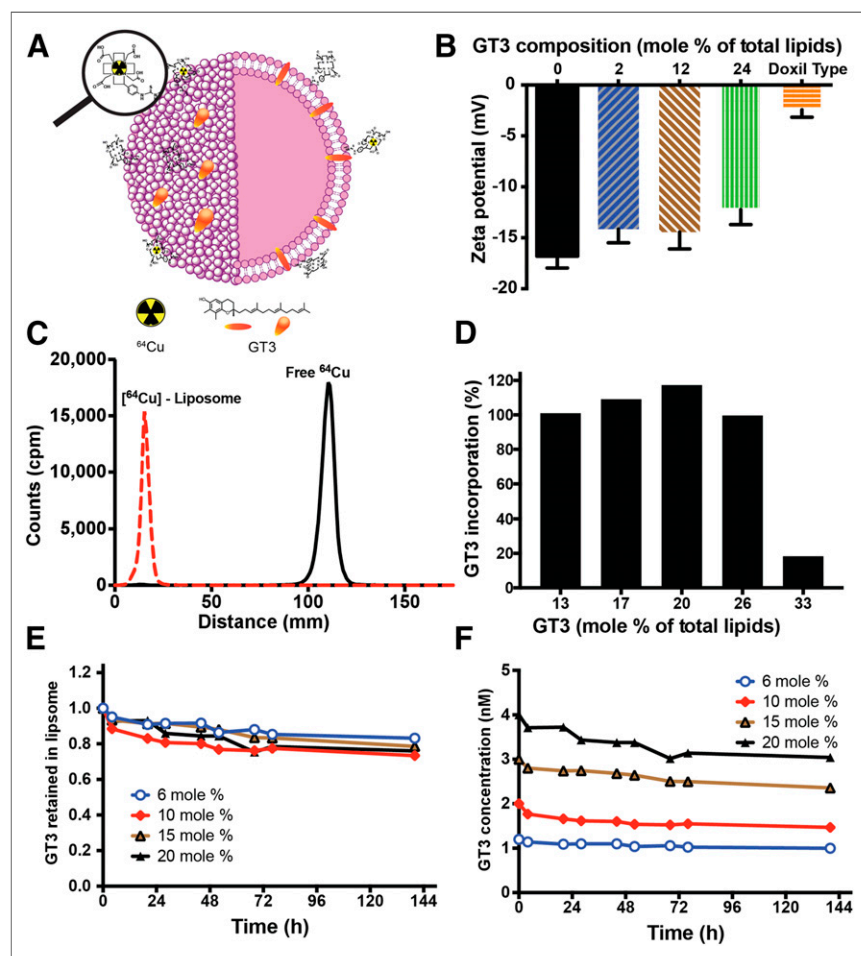 A
B
GT3 composition (mole % of total lipids)
0 2 12 24 Doxil Type
0
-5
-10
-15
-20
Zeta potential (mV)
HO
64Cu
GT3
C
20,000
15,000
10,000
5,000
0
Counts (cpm)
[64Cu] - Liposome
Free 64Cu
0 50 100 150
Distance (mm)
D
120
100
80
60
40
20
0
GT3 incorporation (%)
13 17 20 26 33
GT3 (mole % of total lipids)
E
1.2
1.0
0.8
0.6
0.4
0.2
0.0
GT3 retained in lipsome
6 mole %
10 mole %
15 mole %
20 mole %
0 24 48 72 96 120 144
Time (h)
F
5
4
3
2
1
0
GT3 concentration (nM)
6 mole %
10 mole %
15 mole %
20 mole %
0 24 48 72 96 120 144
Time (h)